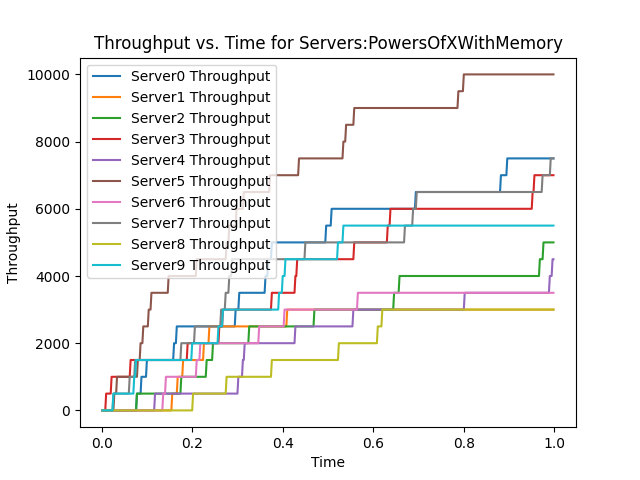 Throughput vs. Time for Servers:PowersOfXWithMemory
10000
8000
6000
4000
2000
0
Throughput
Server0 Throughput
Server1 Throughput
Server2 Throughput
Server3 Throughput
Server4 Throughput
Server5 Throughput
Server6 Throughput
Server7 Throughput
Server8 Throughput
Server9 Throughput
0.0 0.2 0.4 0.6 0.8 1.0
Time